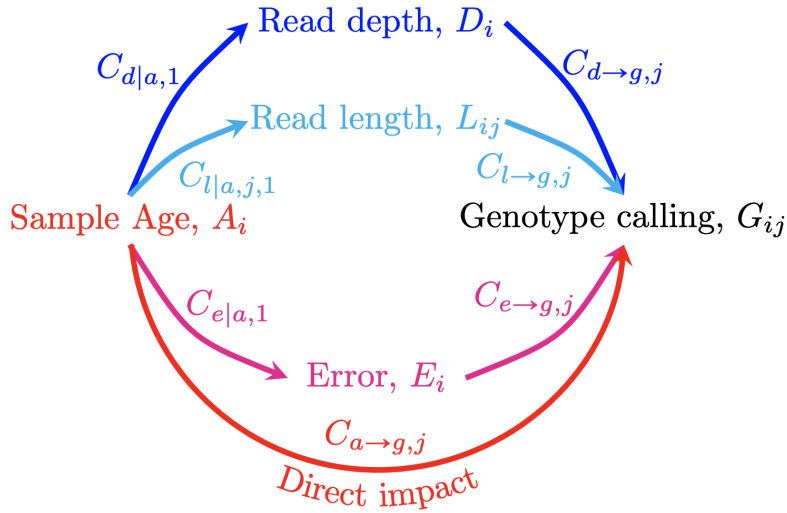 Read depth, D_i
C_{d|a,1}
C_{d→g,j}
Read length, L_{ij}
C_{l|a,j,1}
C_{l→g,j}
Sample Age, A_i
Genotype calling, G_{ij}
C_{e|a,1}
C_{e→g,j}
Error, E_i
C_{a→g,j}
Direct impact